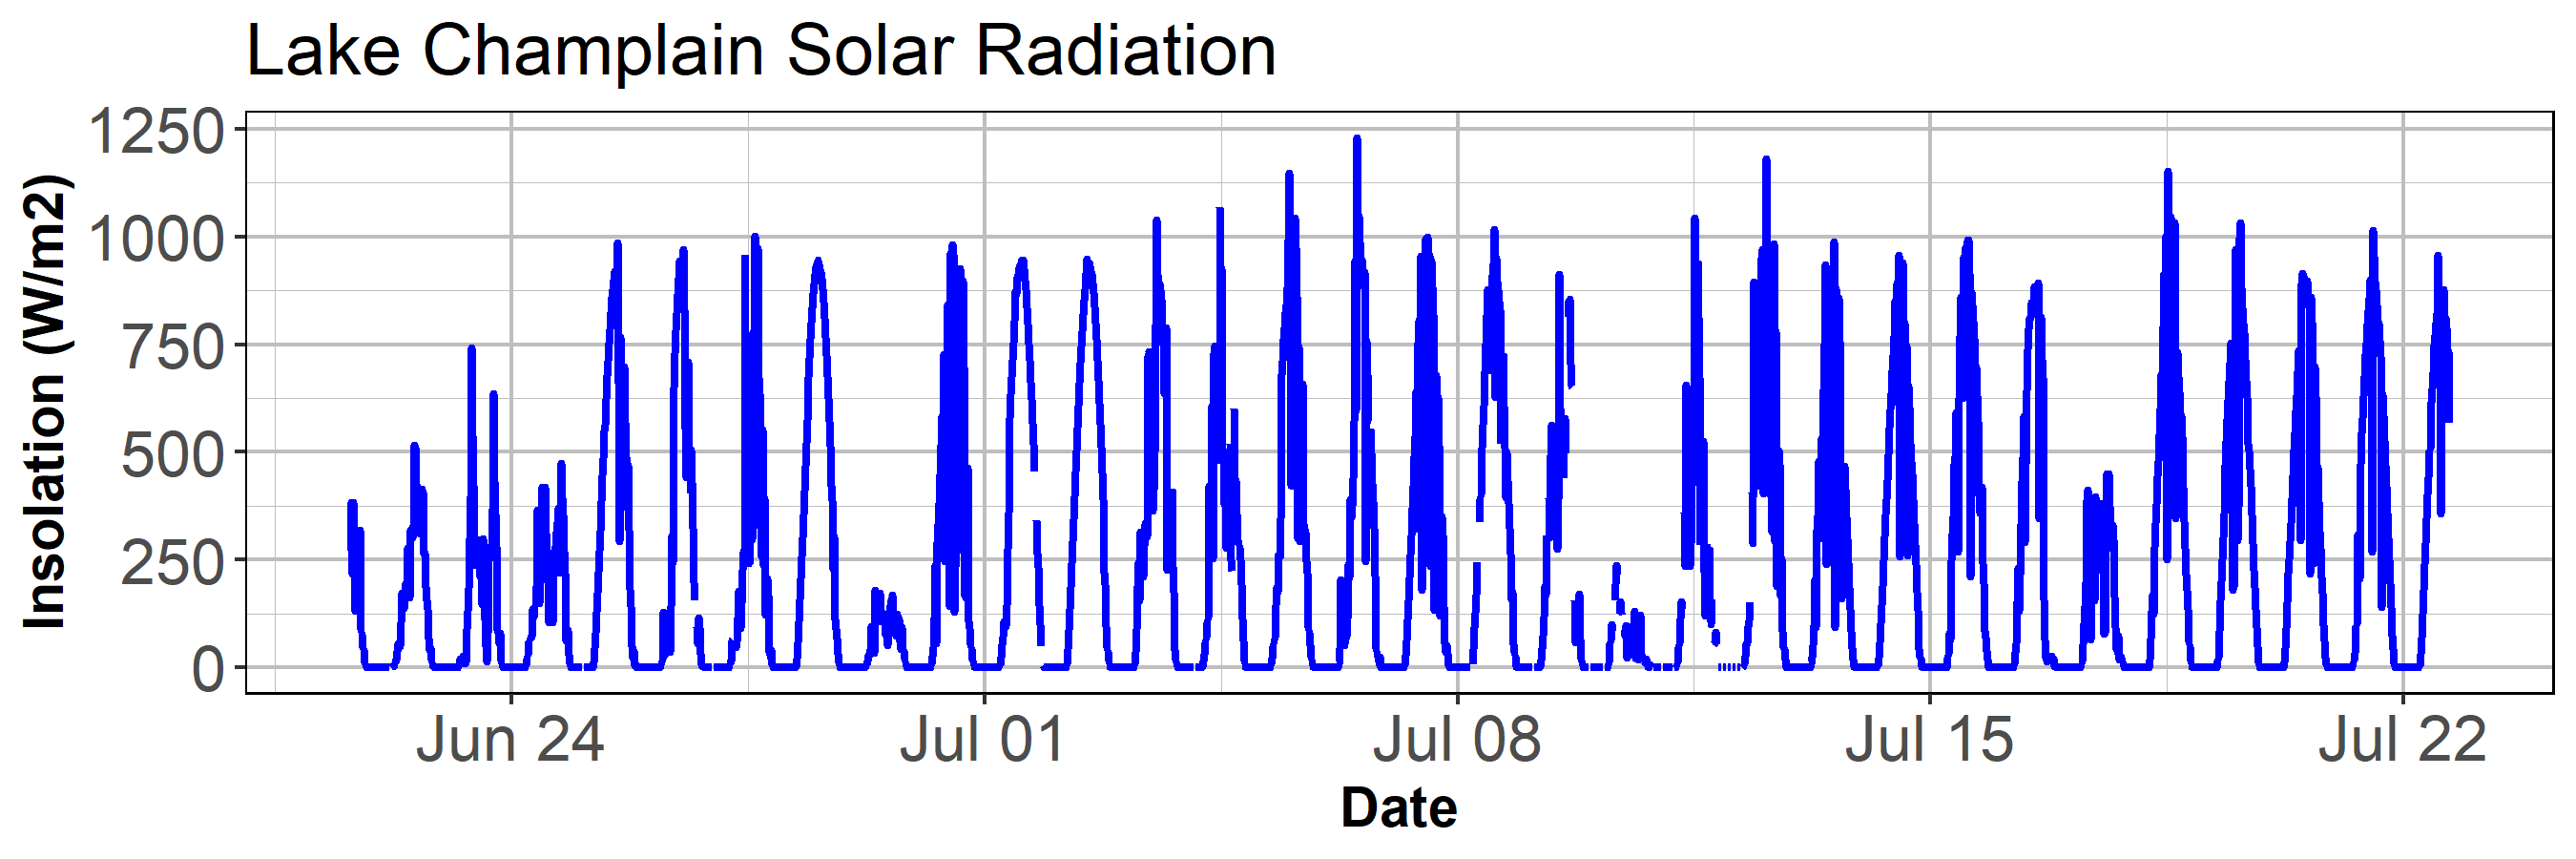 Lake Champlain Solar Radiation
1250
1000
750
500
250
0
Insolation (W/m2)
Jun 24 Jul 01 Jul 08 Jul 15 Jul 22
Date